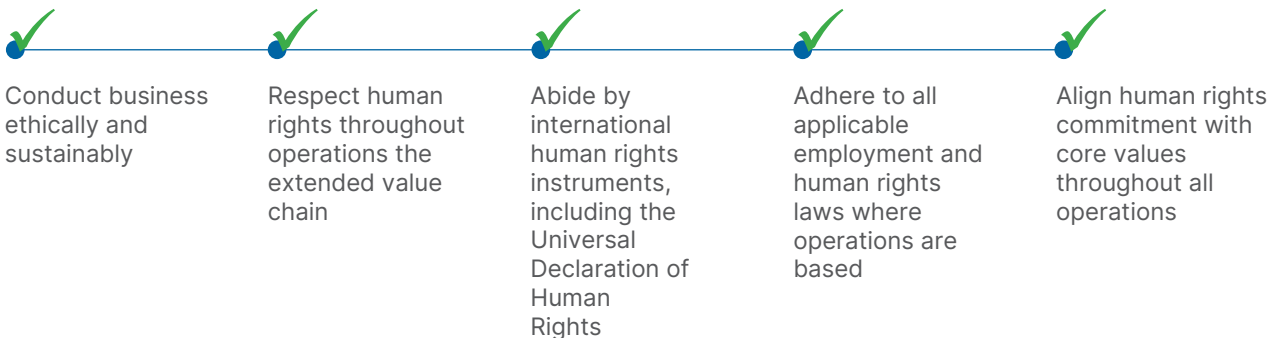 Conduct business
ethically and
sustainably
Respect human
rights throughout
operations the
extended value
chain
Abide by
international
human rights
instruments,
including the
Universal
Declaration of
Human
Rights
Adhere to all
applicable
employment and
human rights
laws where
operations are
based
Align human rights
commitment with
core values
throughout all
operations